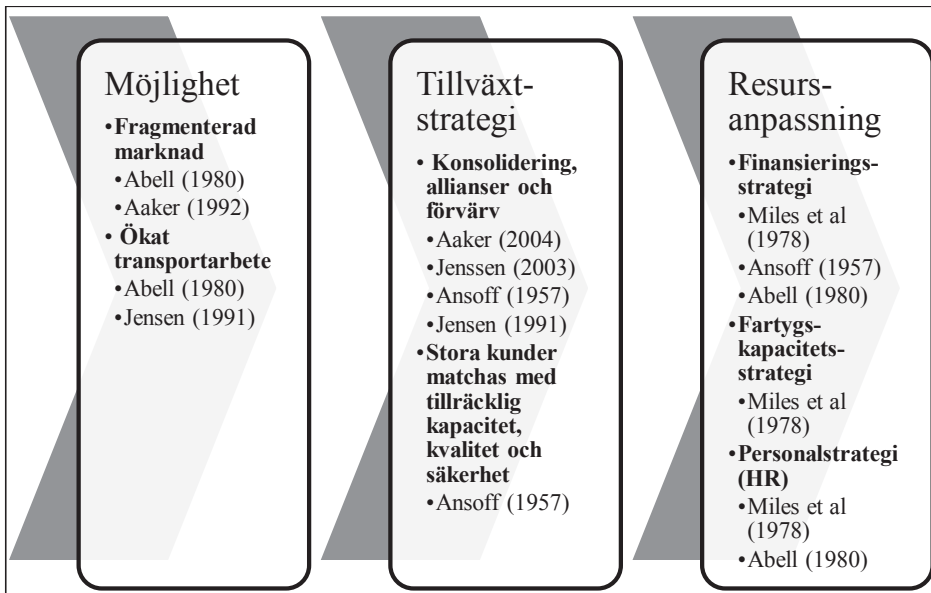 Möjlighet
•Fragmenterad
marknad
•Abell (1980)
•Aaker (1992)
• Ökat
transportarbete
•Abell (1980)
•Jensen (1991)
Tillväxt-
strategi
• Konsolidering,
allianser och
förvärv
•Aaker (2004)
•Jenssen (2003)
•Ansoff (1957)
•Jensen (1991)
•Stora kunder
matchas med
tillräcklig
kapacitet,
kvalitet och
säkerhet
•Ansoff (1957)
Resurs-
anpassning
•Finansierings-
strategi
•Miles et al
(1978)
•Ansoff (1957)
•Abell (1980)
•Fartygs-
kapacitets-
strategi
•Miles et al
(1978)
•Personalstrategi
(HR)
•Miles et al
(1978)
•Abell (1980)